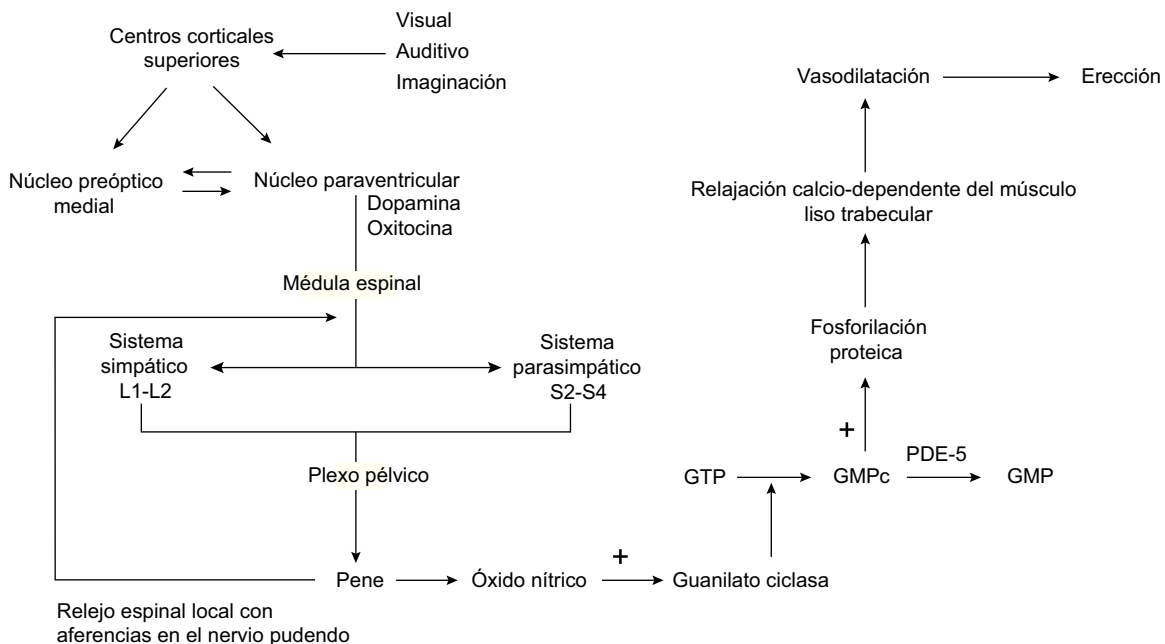 Centros corticales
superiores
Visual
Auditivo
Imaginación
Núcleo preóptico
medial
Núcleo paraventricular
Dopamina
Oxitocina
Médula espinal
Sistema
simpático
L1-L2
Sistema
parasimpático
S2-S4
Plexo pélvico
Pene
Óxido nítrico
+
Guanilato ciclasa
Relejo espinal local con
aferencias en el nervio pudendo
GTP
GMPc
PDE-5
GMP
+
Fosforilación
proteica
Relajación calcio-dependente del músculo
liso trabecular
Vasodilatación
Erección